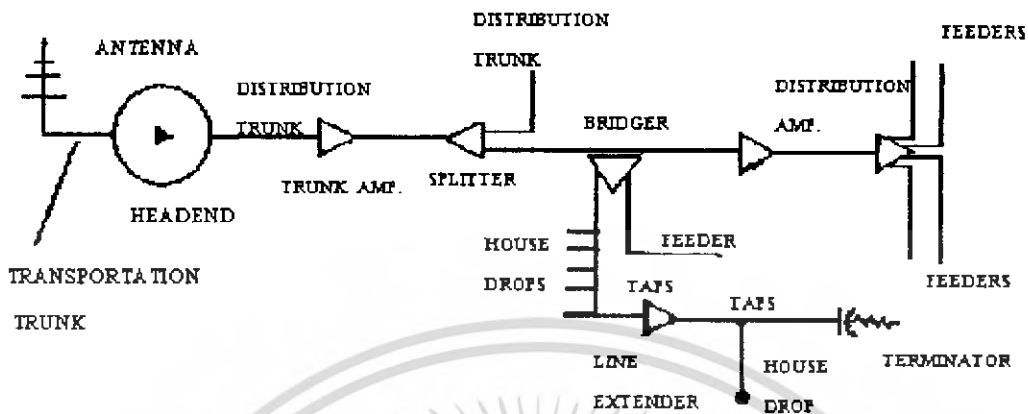 DISTRIBUTION
TRUNK
FEEDERS
ANTENNA
DISTRIBUTION
TRUNK
DISTRIBUTION
AMP.
BRIDGER
TRUNK AMP.
SPLITTER
HEADEND
HOUSE
DROPS
FEEDER
TRANSPORTATION
TRUNK
TAPS
TAPS
FEEDERS
LINE
EXTENDER
HOUSE
DROP
TERMINATOR